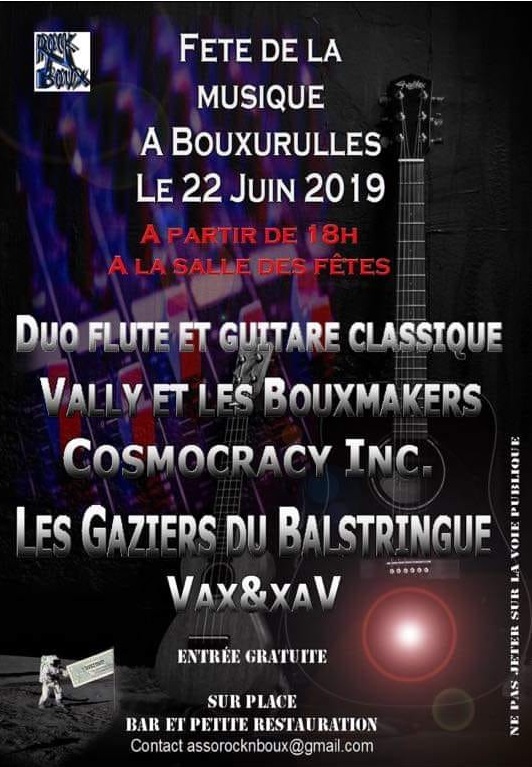 ROCK
BOUX
FETE DE LA
MUSIQUE
A BOUXURULLES
LE 22 JUIN 2019
A PARTIR DE 18H
A LA SALLE DES FÊTES
DUO FLUTE ET GUITARE CLASSIQUE
VALLY ET LES BOUXMAKERS
COSMOCRACY INC.
LES GAZIERS DU BALSTRINGUE
VAX&XAV
ENTRÉE GRATUITE
SUR PLACE
BAR ET PETITE RESTAURATION
Contact assorocknboux@gmail.com
NE PAS JETER SUR LA VOIE PUBLIQUE